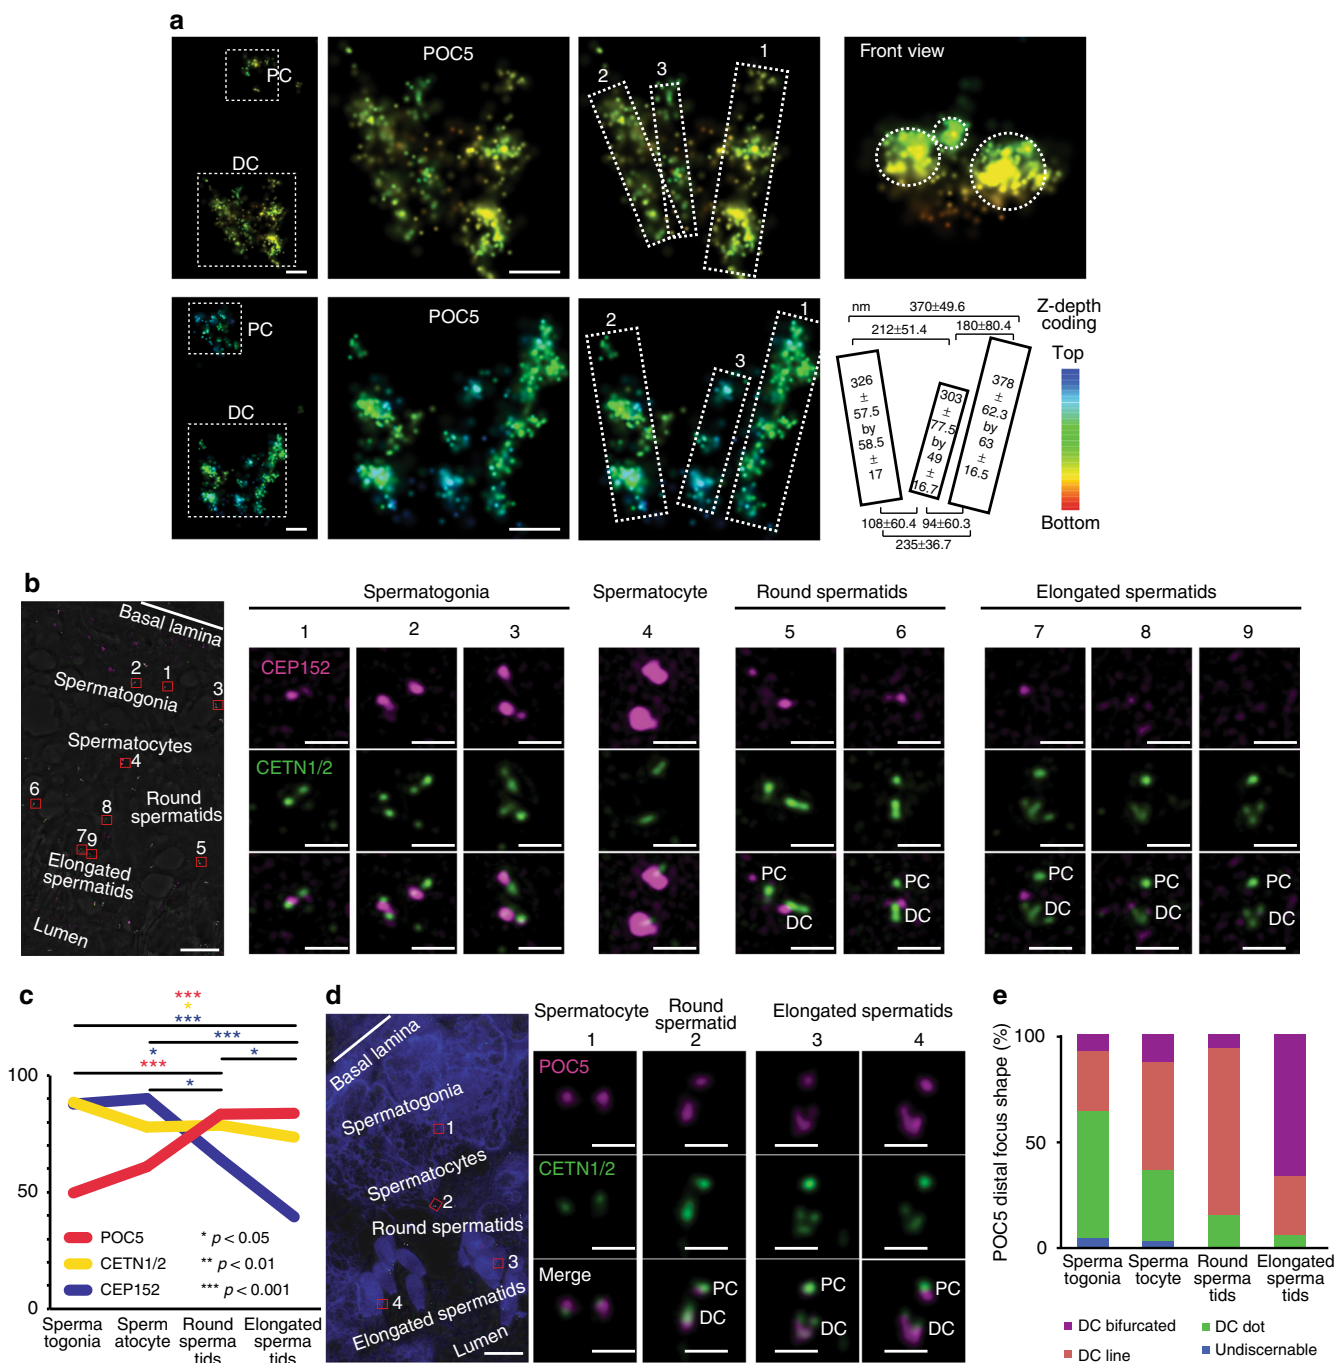 a
PC
DC
POC5
2
3
1
Front view
PC
DC
POC5
2
3
1
nm
370±49.6
212±51.4
180±80.4
326
±
57.5
by
58.5
±
17
303
±
77.5
by
49
±
16.7
378
±
62.3
by
63
±
16.5
108±60.4
94±60.3
235±36.7
Z-depth
coding
Top
Bottom
b
Basal lamina
2
1
3
Spermatogonia
Spermatocytes
4
6
8
Round
spermatids
79
5
Elongated
spermatids
Lumen
Spermatogonia
Spermatocyte
Round spermatids
Elongated spermatids
1
2
3
4
5
6
7
8
9
CEP152
CETN1/2
PC
DC
PC
DC
PC
DC
PC
DC
PC
DC
c
***
*
***
***
*
***
*
*
100
50
0
POC5
CETN1/2
CEP152
* p < 0.05
** p < 0.01
*** p < 0.001
Sperma
togonia
Sperm
atocyte
Round
sperma
tids
Elongated
sperma
tids
d
Basal lamina
Spermatogonia
1
Spermatocytes
2
Round spermatids
3
4
Elongated spermatids
Lumen
Spermatocyte
Round
spermatid
Elongated spermatids
1
2
3
4
POC5
CETN1/2
Merge
PC
DC
PC
DC
PC
DC
e
POC5 distal focus shape (%)
100
50
0
Sperma
togonia
Sperma
tocyte
Round
sperma
tids
Elongated
sperma
tids
DC bifurcated
DC line
DC dot
Undiscernable